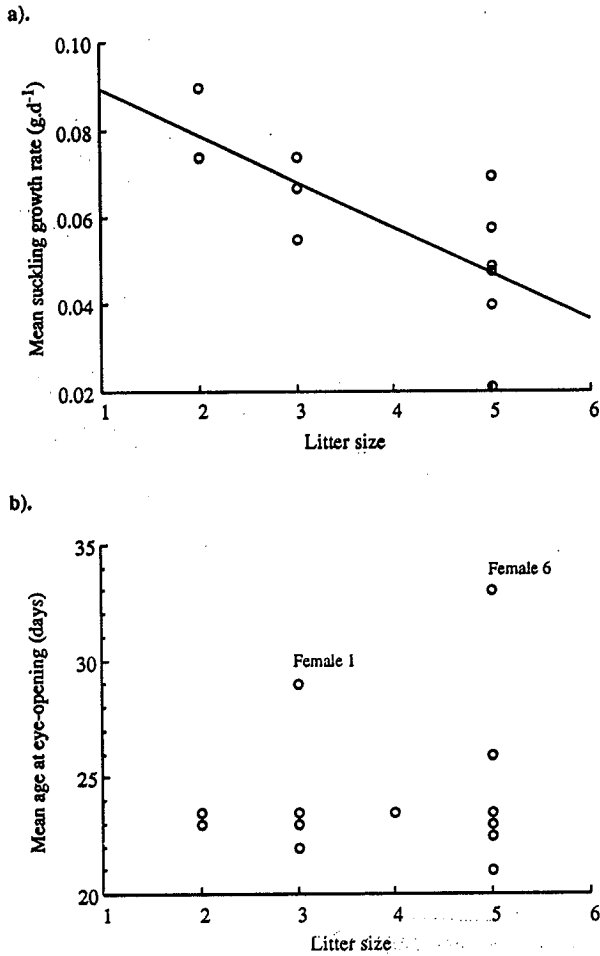 a).
0.10
0.08
0.06
0.04
0.02
Mean suckling growth rate (g.d-1)
1 2 3 4 5 6
Litter size
b).
35
30
25
20
Mean age at eye-opening (days)
Female 6
Female 1
1 2 3 4 5 6
Litter size